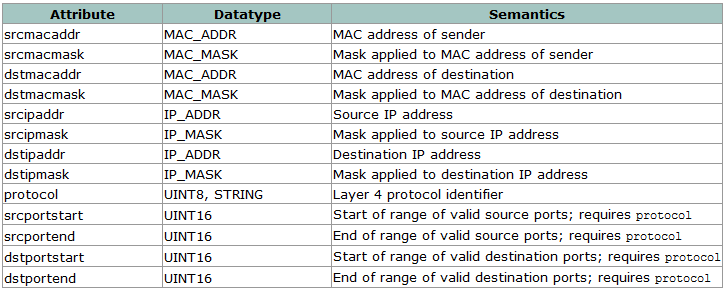 Attribute Datatype Semantics
srcmacaddr MAC_ADDR MAC address of sender
srcmacmask MAC_MASK Mask applied to MAC address of sender
dstmacaddr MAC_ADDR MAC address of destination
dstmacmask MAC_MASK Mask applied to MAC address of destination
srcipaddr IP_ADDR Source IP address
srcipmask IP_MASK Mask applied to source IP address
dstipaddr IP_ADDR Destination IP address
dstipmask IP_MASK Mask applied to destination IP address
protocol UINT8, STRING Layer 4 protocol identifier
srcportstart UINT16 Start of range of valid source ports; requires protocol
srcportend UINT16 End of range of valid source ports; requires protocol
dstportstart UINT16 Start of range of valid destination ports; requires protocol
dstportend UINT16 End of range of valid destination ports; requires protocol